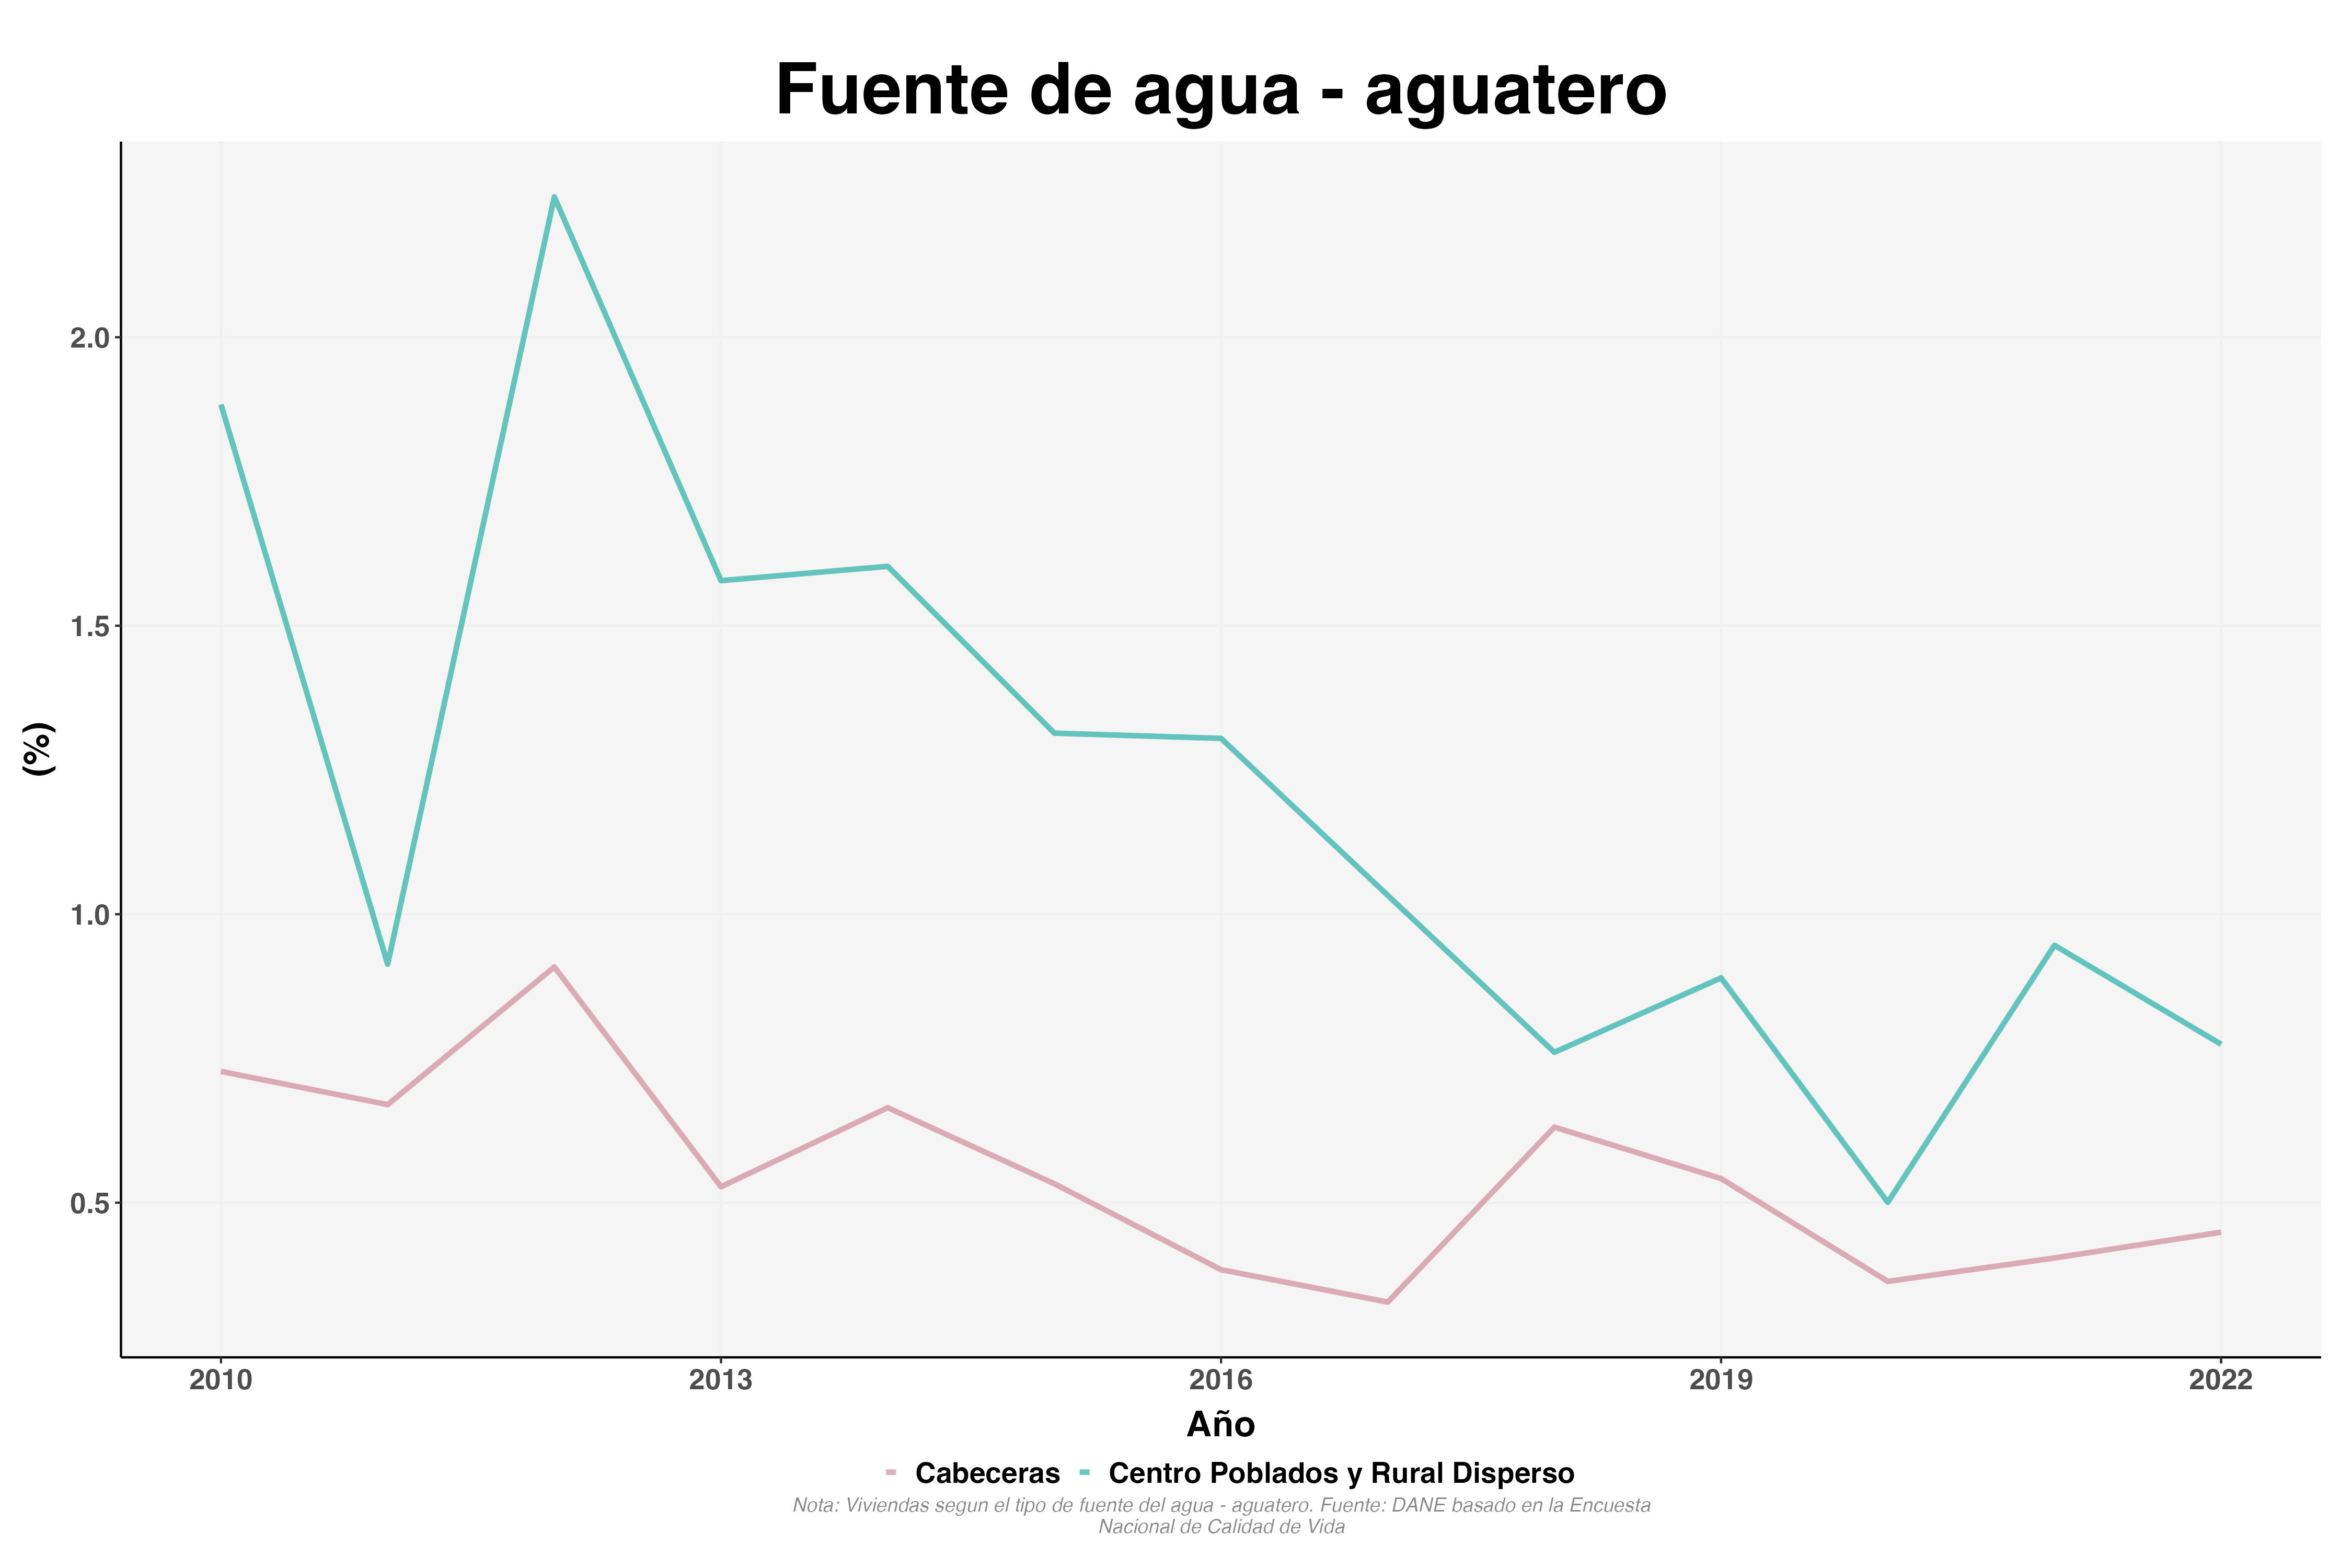 Fuente de agua - aguatero
(%)
2.0
1.5
1.0
0.5
2010 2013 2016 2019 2022
Año
Cabeceras Centro Poblados y Rural Disperso
Nota: Viviendas segun el tipo de fuente del agua - aguatero. Fuente: DANE basado en la Encuesta
Nacional de Calidad de Vida